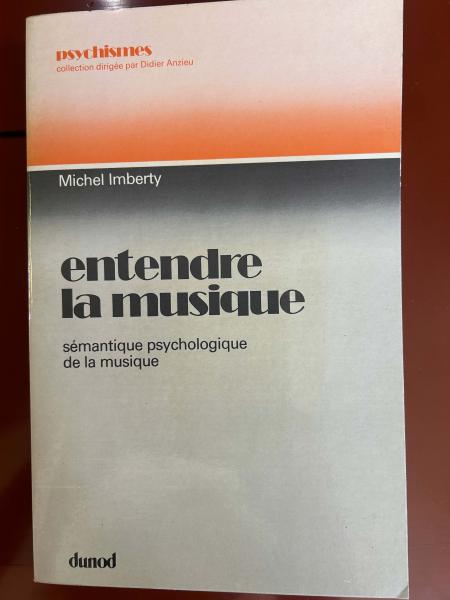 psychismes
collection dirigée par Didier Anzieu
Michel Imberty
entendre
la musique
sémantique psychologique
de la musique
dunod